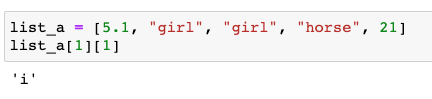 list_a = [5.1, "girl", "girl", "horse", 21]
list_a[1][1]
'i'